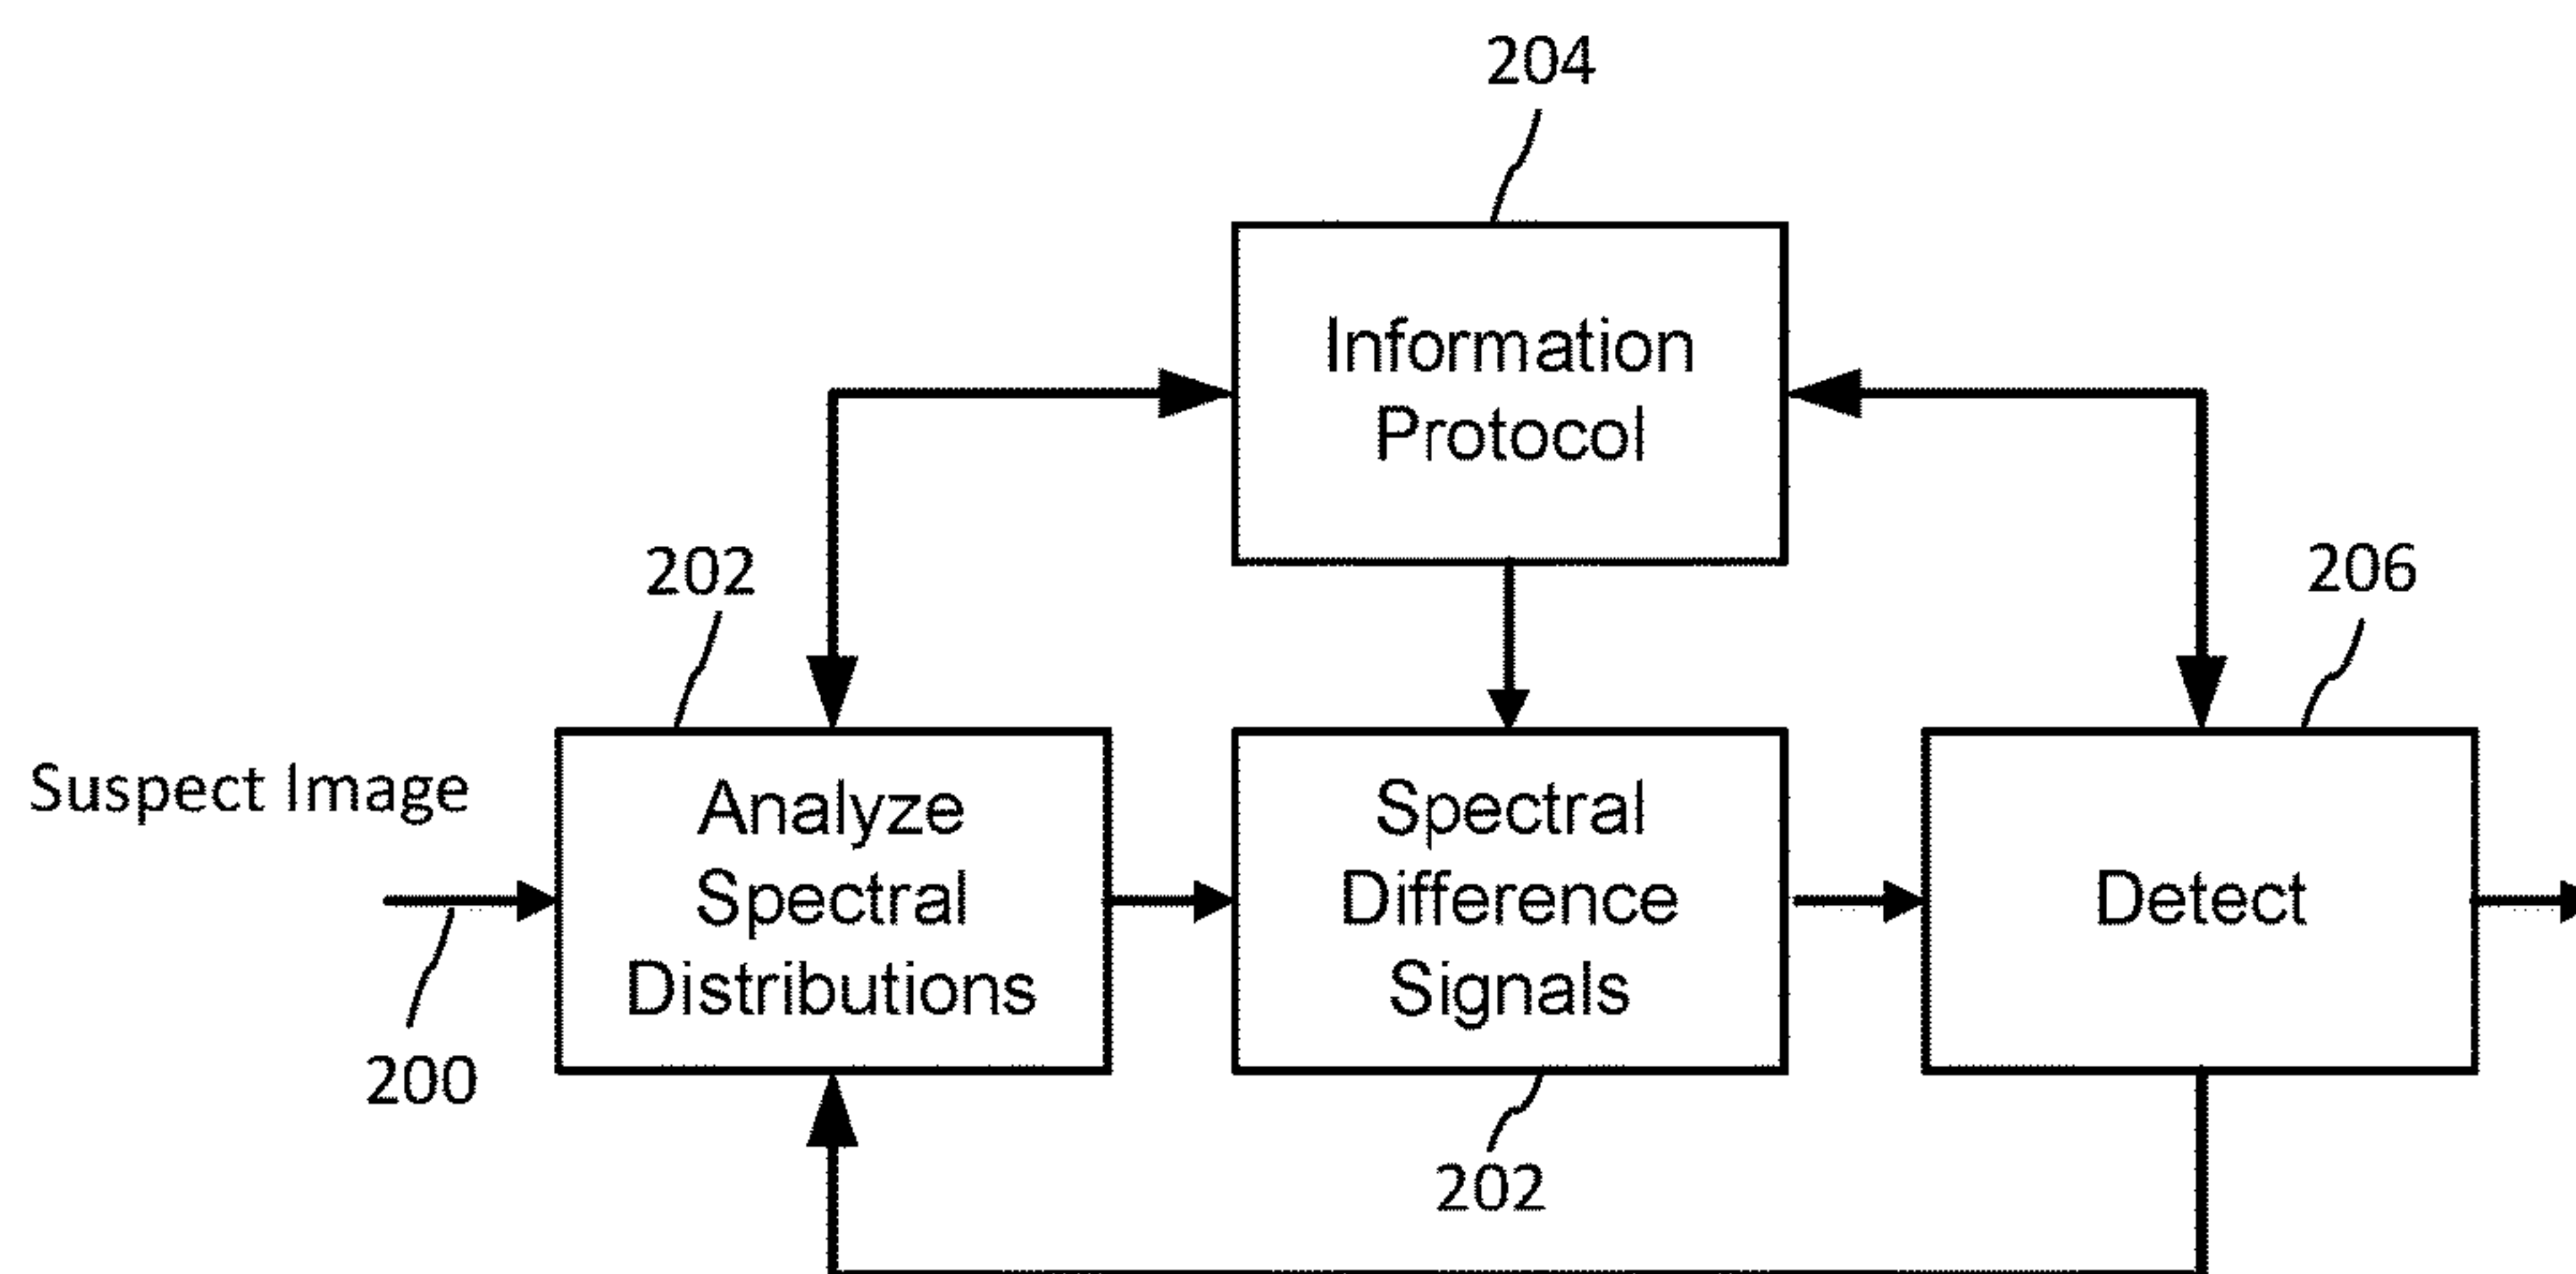 204
Information
Protocol
202
206
Suspect Image
Analyze
Spectral
Distributions
Spectral
Difference
Signals
Detect
200
202